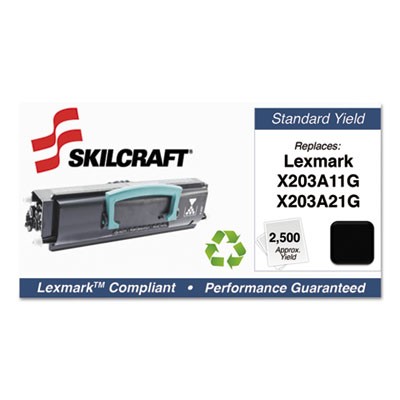 SKILCRAFT®
Standard Yield
Replaces:
Lexmark
X203A11G
X203A21G
2,500
Approx.
Yield
Lexmark™ Compliant • Performance Guaranteed